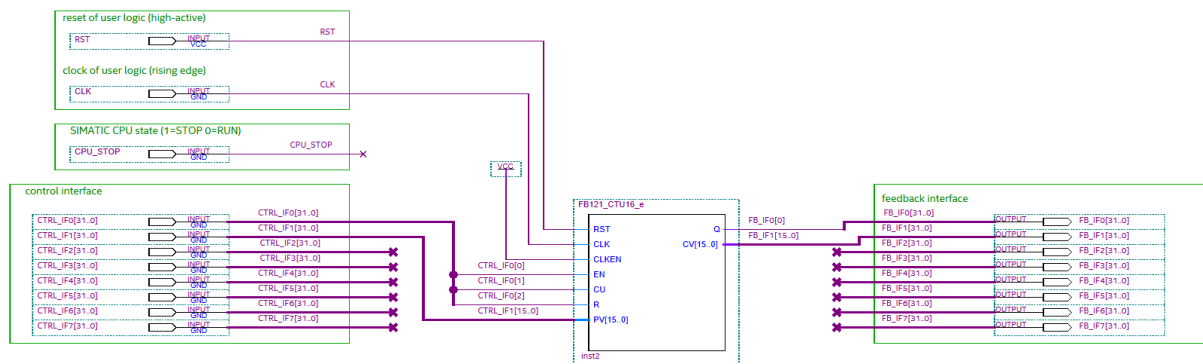 reset of user logic (high-active)
RST
INPUT
VCC
RST
clock of user logic (rising edge)
CLK
INPUT
GND
CLK
SIMATIC CPU state (1=STOP 0=RUN)
CPU_STOP
INPUT
GND
CPU_STOP
VCC
control interface
CTRL_IF0[31..0]
INPUT
GND
CTRL_IF0[31..0]
CTRL_IF1[31..0]
INPUT
GND
CTRL_IF1[31..0]
CTRL_IF2[31..0]
INPUT
GND
CTRL_IF2[31..0]
CTRL_IF3[31..0]
INPUT
GND
CTRL_IF3[31..0]
CTRL_IF4[31..0]
INPUT
GND
CTRL_IF4[31..0]
CTRL_IF5[31..0]
INPUT
GND
CTRL_IF5[31..0]
CTRL_IF6[31..0]
INPUT
GND
CTRL_IF6[31..0]
CTRL_IF7[31..0]
INPUT
GND
CTRL_IF7[31..0]
CTRL_IF0[0]
CTRL_IF0[1]
CTRL_IF0[2]
CTRL_IF1[15..0]
FB121_CTU16_e
RST
CLK
CLKEN
EN
CU
R
PV[15..0]
Q
CV[15..0]
inst2
FB_IF0[0]
FB_IF1[15..0]
feedback interface
FB_IF0[31..0]
OUTPUT
FB_IF0[31..0]
FB_IF1[31..0]
OUTPUT
FB_IF1[31..0]
FB_IF2[31..0]
OUTPUT
FB_IF2[31..0]
FB_IF3[31..0]
OUTPUT
FB_IF3[31..0]
FB_IF4[31..0]
OUTPUT
FB_IF4[31..0]
FB_IF5[31..0]
OUTPUT
FB_IF5[31..0]
FB_IF6[31..0]
OUTPUT
FB_IF6[31..0]
FB_IF7[31..0]
OUTPUT
FB_IF7[31..0]